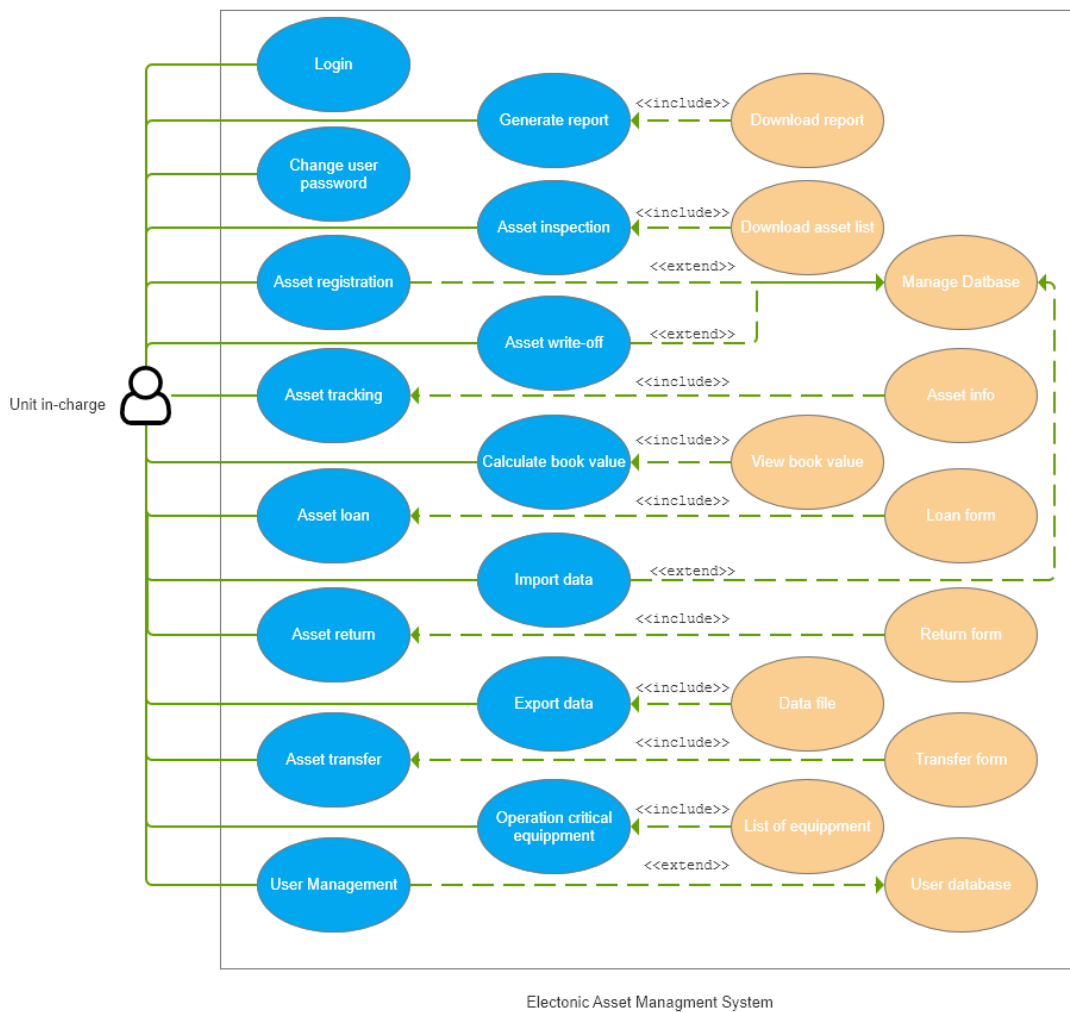 Login
<<include>>
Generate report
Download report
Change user
password
<<include>>
Asset inspection
Download asset list
<<extend>>
Asset registration
Manage Datbase
<<extend>>
Asset write-off
<<include>>
Asset tracking
Asset info
Unit in-charge
<<include>>
Calculate book value
View book value
<<include>>
Asset loan
Loan form
<<extend>>
Import data
<<include>>
Asset return
Return form
<<include>>
Export data
Data file
<<include>>
Asset transfer
Transfer form
<<include>>
Operation critical
equippment
List of equippment
<<extend>>
User Management
User database
Electonic Asset Managment System